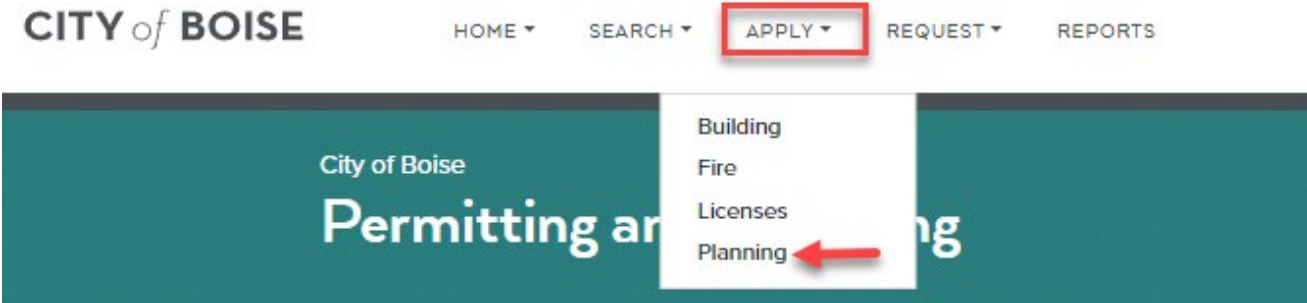 CITY of BOISE HOME SEARCH APPLY REQUEST REPORTS
Building
City of Boise
Fire
Licenses
Permitting ar ng
Planning